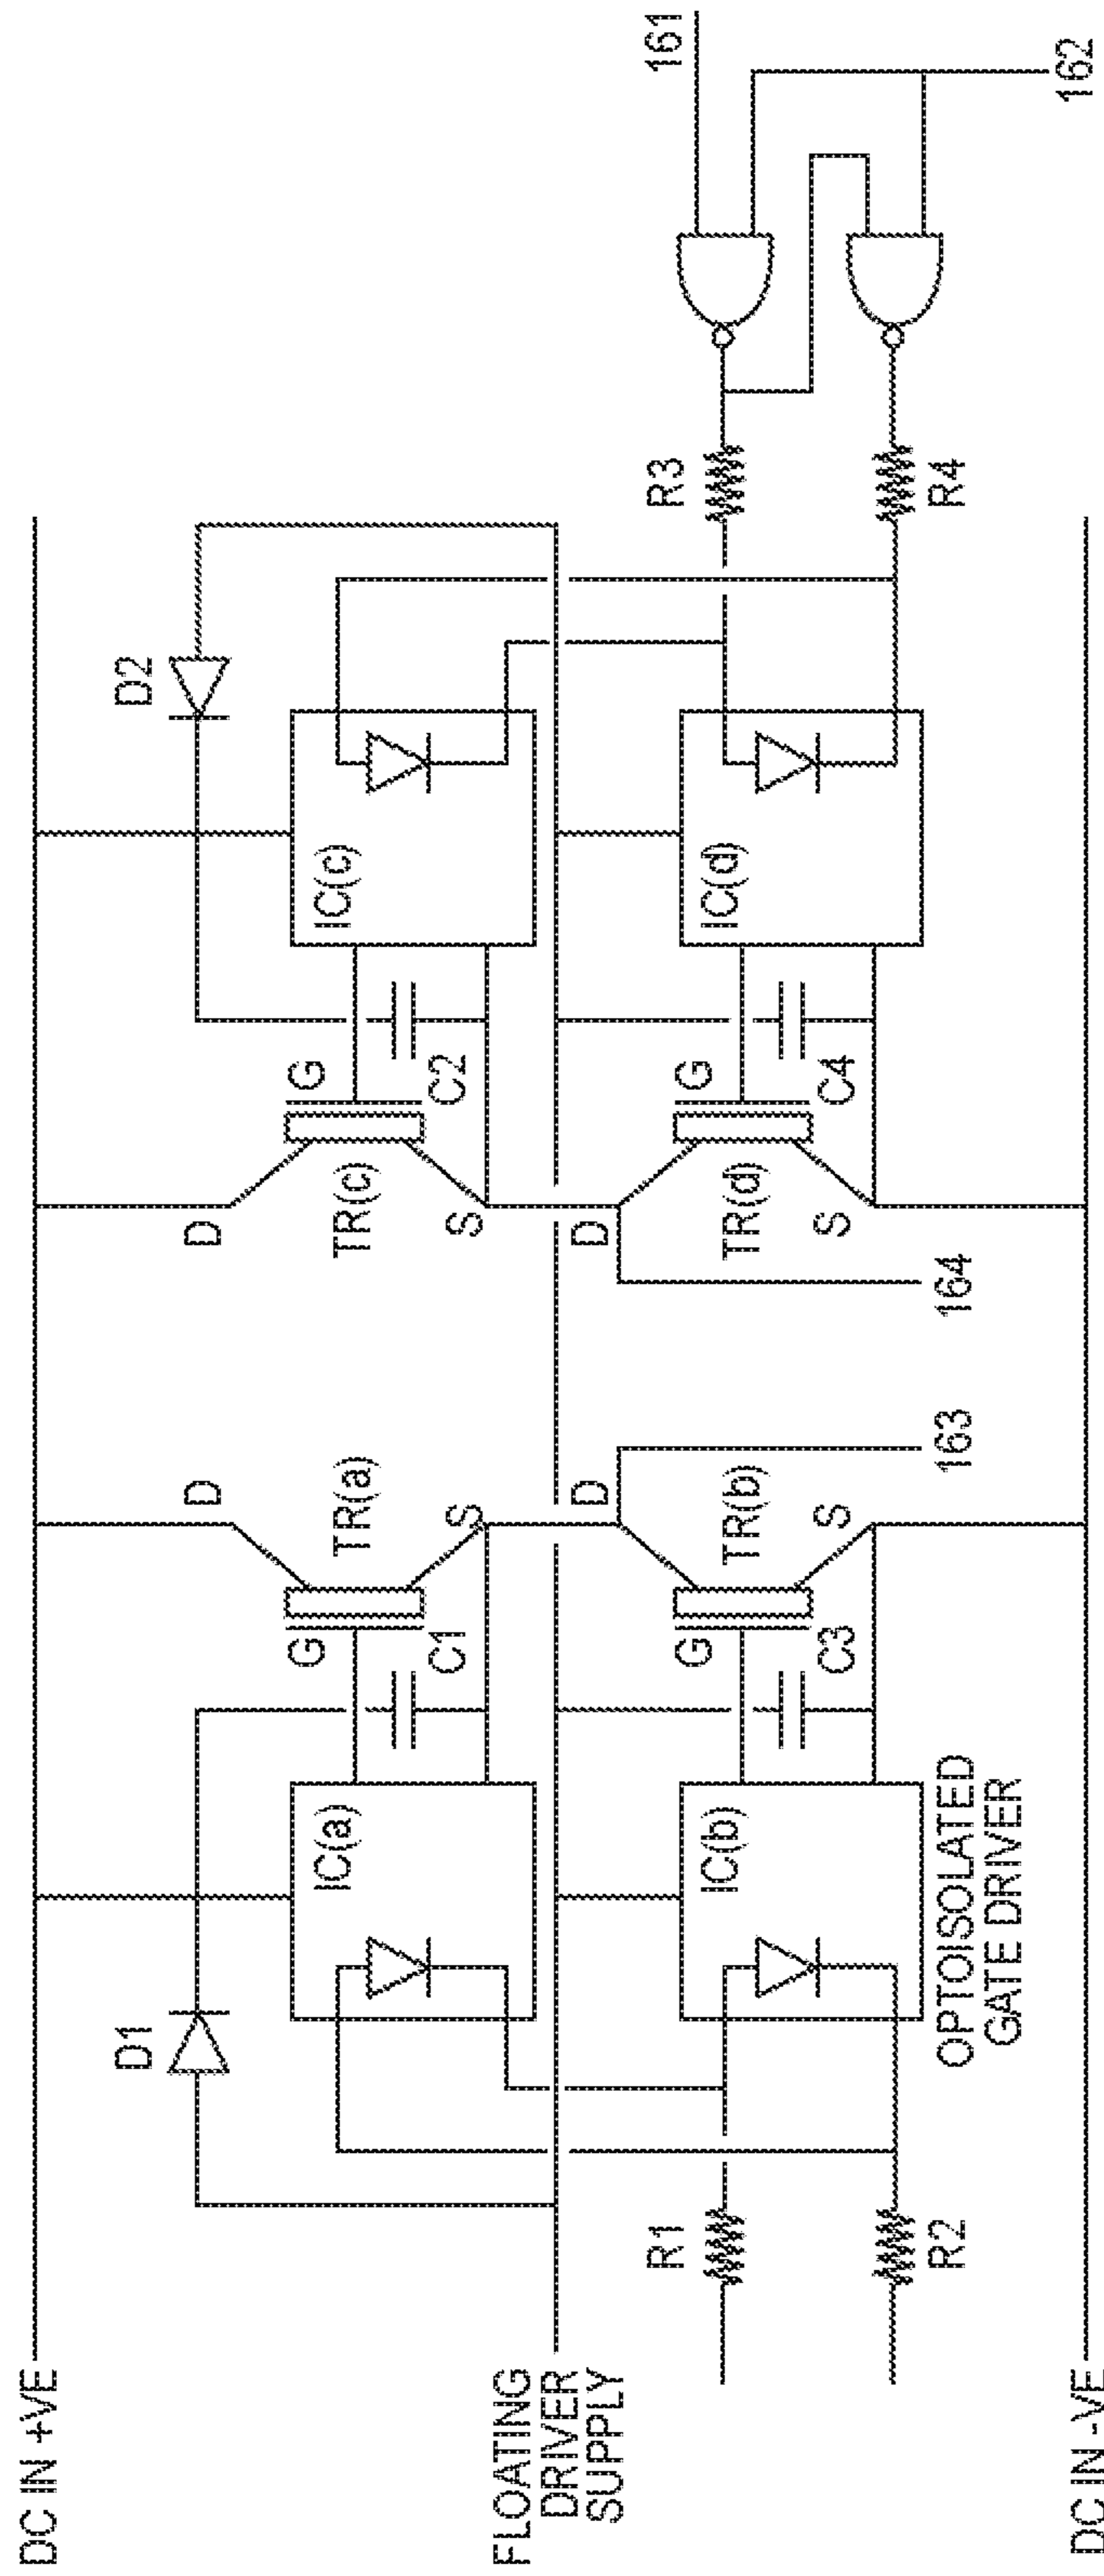 DC IN +VE
D1
D2
IC(a)
G
C1
D
TR(a)
S
D
TR(c)
S
G
C2
IC(c)
FLOATING
DRIVER
SUPPLY
R1
R2
IC(b)
G
C3
D
TR(b)
S
D
TR(d)
S
G
C4
IC(d)
R3
R4
161
162
163
164
OPTOISOLATED
GATE DRIVER
DC IN -VE